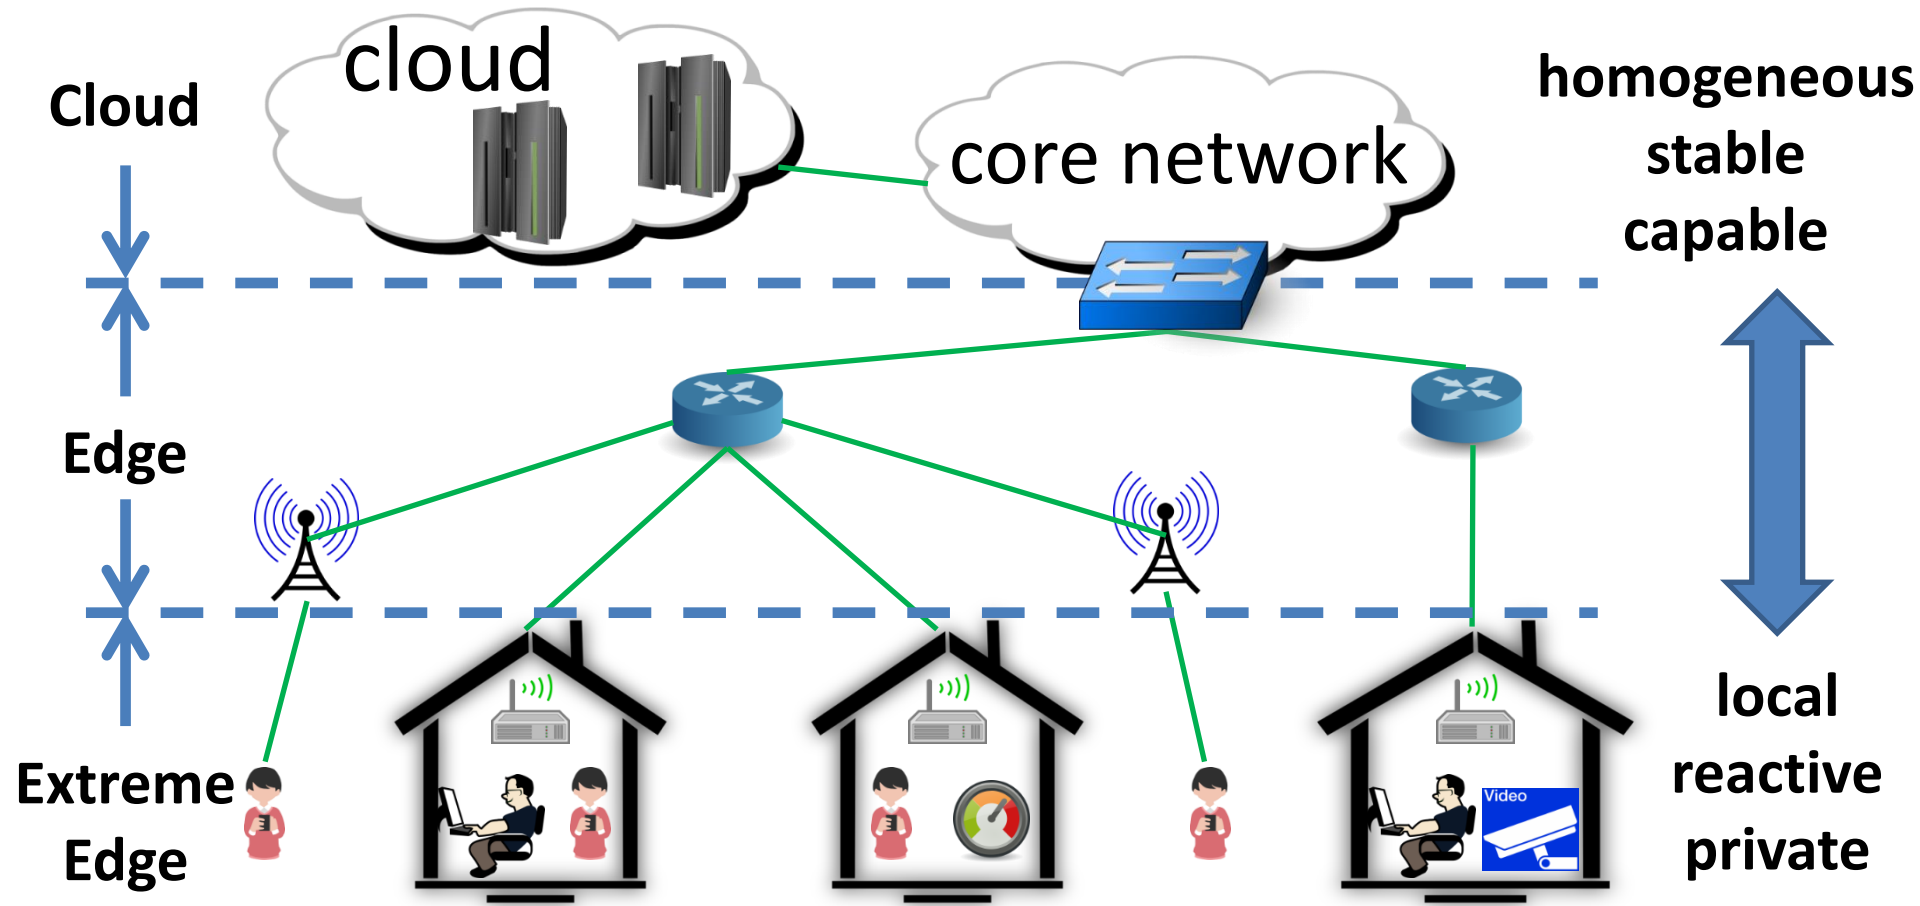 cloud
Cloud
core network
homogeneous
stable
capable
Edge
Extreme
Edge
Video
local
reactive
private